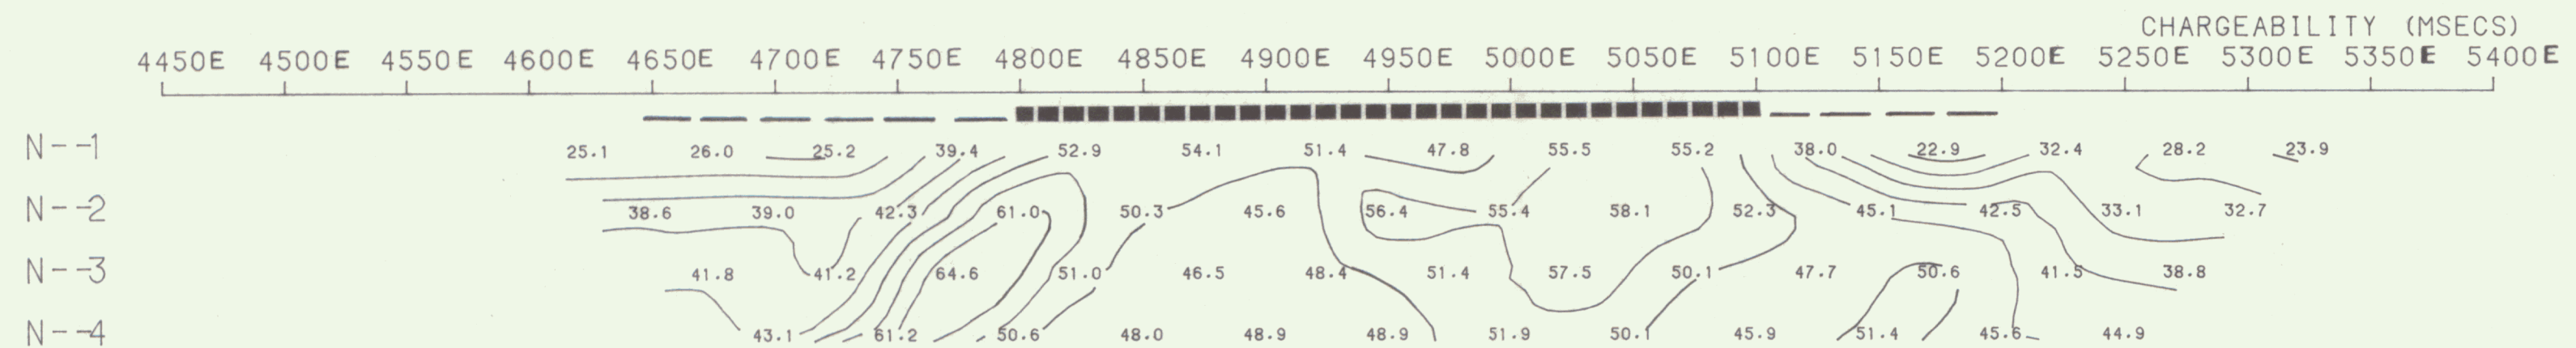 CHARGEABILITY (MSECS)
4450E 4500E 4550E 4600E 4650E 4700E 4750E 4800E 4850E 4900E 4950E 5000E 5050E 5100E 5150E 5200E 5250E 5300E 5350E 5400E
N--1 25.1 26.0 25.2 39.4 52.9 54.1 51.4 47.8 55.5 55.2 38.0 22.9 32.4 28.2 23.9
N--2 38.6 39.0 42.3 61.0 50.3 45.6 56.4 55.4 58.1 52.3 45.1 42.5 33.1 32.7
N--3 41.8 41.2 64.6 51.0 46.5 48.4 51.4 57.5 50.1 47.7 50.6 41.5 38.8
N--4 43.1 61.2 50.6 48.0 48.9 48.9 51.9 50.1 45.9 51.4 45.6 44.9